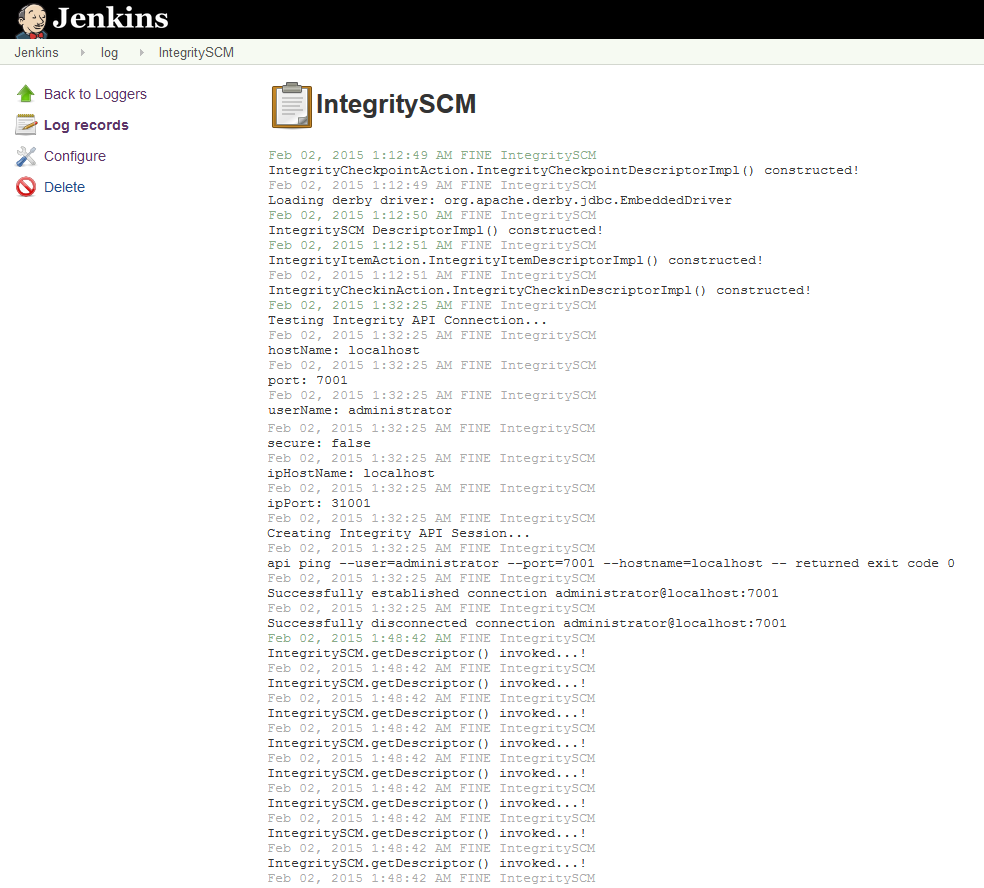 Jenkins
Jenkins log IntegritySCM
Back to Loggers
Log records
Configure
Delete
IntegritySCM
Feb 02, 2015 1:12:49 AM FINE IntegritySCM
IntegrityCheckpointAction.IntegrityCheckpointDescriptorImpl() constructed!
Feb 02, 2015 1:12:49 AM FINE IntegritySCM
Loading derby driver: org.apache.derby.jdbc.EmbeddedDriver
Feb 02, 2015 1:12:50 AM FINE IntegritySCM
IntegritySCM DescriptorImpl() constructed!
Feb 02, 2015 1:12:51 AM FINE IntegritySCM
IntegrityItemAction.IntegrityItemDescriptorImpl() constructed!
Feb 02, 2015 1:12:51 AM FINE IntegritySCM
IntegrityCheckinAction.IntegrityCheckinDescriptorImpl() constructed!
Feb 02, 2015 1:32:25 AM FINE IntegritySCM
Testing Integrity API Connection...
Feb 02, 2015 1:32:25 AM FINE IntegritySCM
hostName: localhost
Feb 02, 2015 1:32:25 AM FINE IntegritySCM
port: 7001
Feb 02, 2015 1:32:25 AM FINE IntegritySCM
userName: administrator
Feb 02, 2015 1:32:25 AM FINE IntegritySCM
secure: false
Feb 02, 2015 1:32:25 AM FINE IntegritySCM
ipHostName: localhost
Feb 02, 2015 1:32:25 AM FINE IntegritySCM
ipPort: 31001
Feb 02, 2015 1:32:25 AM FINE IntegritySCM
Creating Integrity API Session...
Feb 02, 2015 1:32:25 AM FINE IntegritySCM
api ping --user=administrator --port=7001 --hostname=localhost -- returned exit code 0
Feb 02, 2015 1:32:25 AM FINE IntegritySCM
Successfully established connection administrator@localhost:7001
Feb 02, 2015 1:32:25 AM FINE IntegritySCM
Successfully disconnected connection administrator@localhost:7001
Feb 02, 2015 1:48:42 AM FINE IntegritySCM
IntegritySCM.getDescriptor() invoked...!
Feb 02, 2015 1:48:42 AM FINE IntegritySCM
IntegritySCM.getDescriptor() invoked...!
Feb 02, 2015 1:48:42 AM FINE IntegritySCM
IntegritySCM.getDescriptor() invoked...!
Feb 02, 2015 1:48:42 AM FINE IntegritySCM
IntegritySCM.getDescriptor() invoked...!
Feb 02, 2015 1:48:42 AM FINE IntegritySCM
IntegritySCM.getDescriptor() invoked...!
Feb 02, 2015 1:48:42 AM FINE IntegritySCM
IntegritySCM.getDescriptor() invoked...!
Feb 02, 2015 1:48:42 AM FINE IntegritySCM
IntegritySCM.getDescriptor() invoked...!
Feb 02, 2015 1:48:42 AM FINE IntegritySCM
IntegritySCM.getDescriptor() invoked...!
Feb 02, 2015 1:48:42 AM FINE IntegritySCM